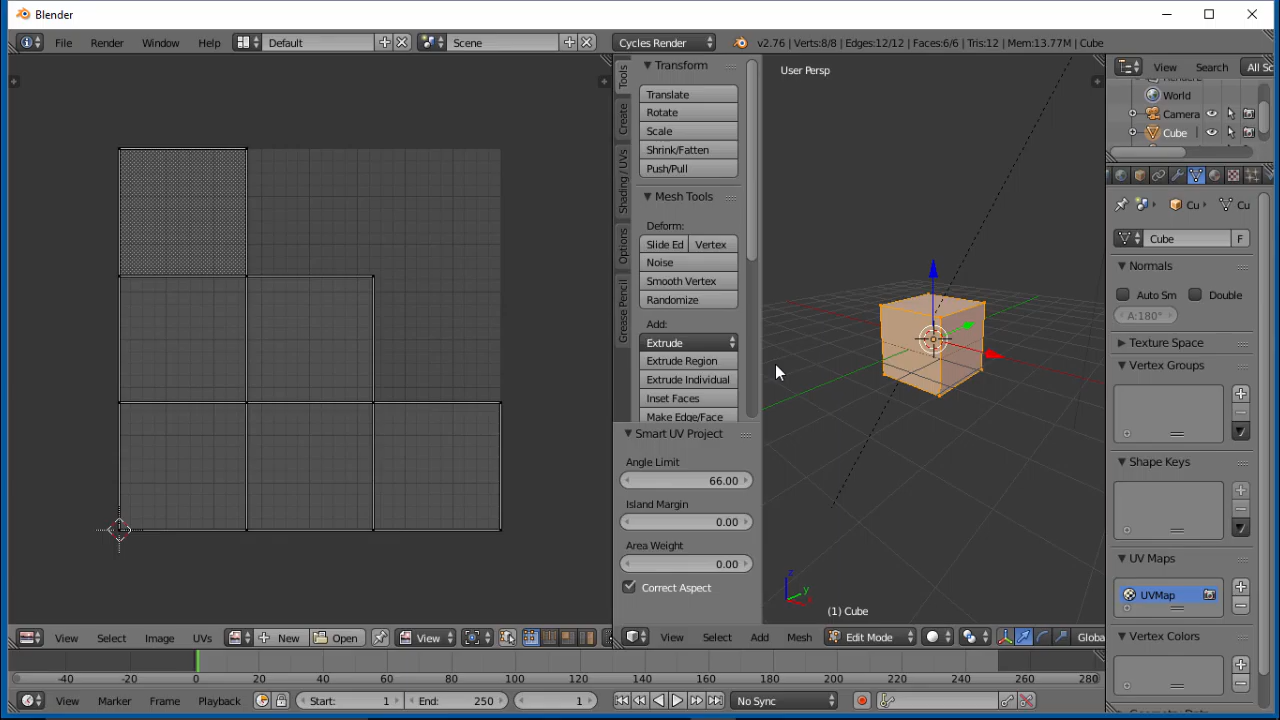 Blender
File Render Window Help Default Scene Cycles Render v2.76 | Verts:8/8 | Edges:12/12 | Faces:6/6 | Tris:12 | Mem:13.77M | Cube
Tools
Create
Shading / UVs
Options
Grease Pencil
Transform
Translate
Rotate
Scale
Shrink/Fatten
Push/Pull
Mesh Tools
Deform:
Slide Ed Vertex
Noise
Smooth Vertex
Randomize
Add:
Extrude
Extrude Region
Extrude Individual
Inset Faces
Make Edge/Face
Smart UV Project
Angle Limit
66.00
Island Margin
0.00
Area Weight
0.00
Correct Aspect
User Persp
z
y
(1) Cube
View Search All Sc
World
Camera
Cube
Cu Cu
Cube F
Normals
Auto Sm Double
A:180°
Texture Space
Vertex Groups
Shape Keys
UV Maps
UVMap
Vertex Colors
View Select Image UVs New Open View
View Select Add Mesh Edit Mode Globa
-40 -20 0 20 40 60 80 100 120 140 160 180 200 220 240 260 280
View Marker Frame Playback Start: 1 End: 250 1 No Sync